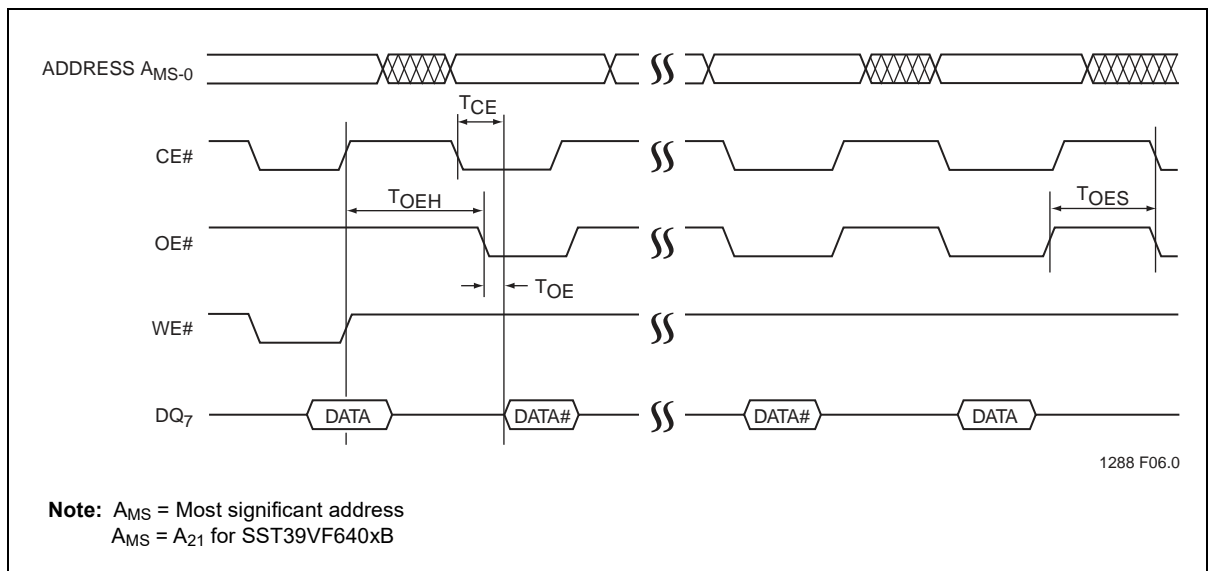 ADDRESS AMS-0
TCE
CE#
TOEH
TOES
OE#
TOE
WE#
DQ7 DATA DATA# DATA# DATA
1288 F06.0
Note: AMS = Most significant address
AMS = A21 for SST39VF640xB